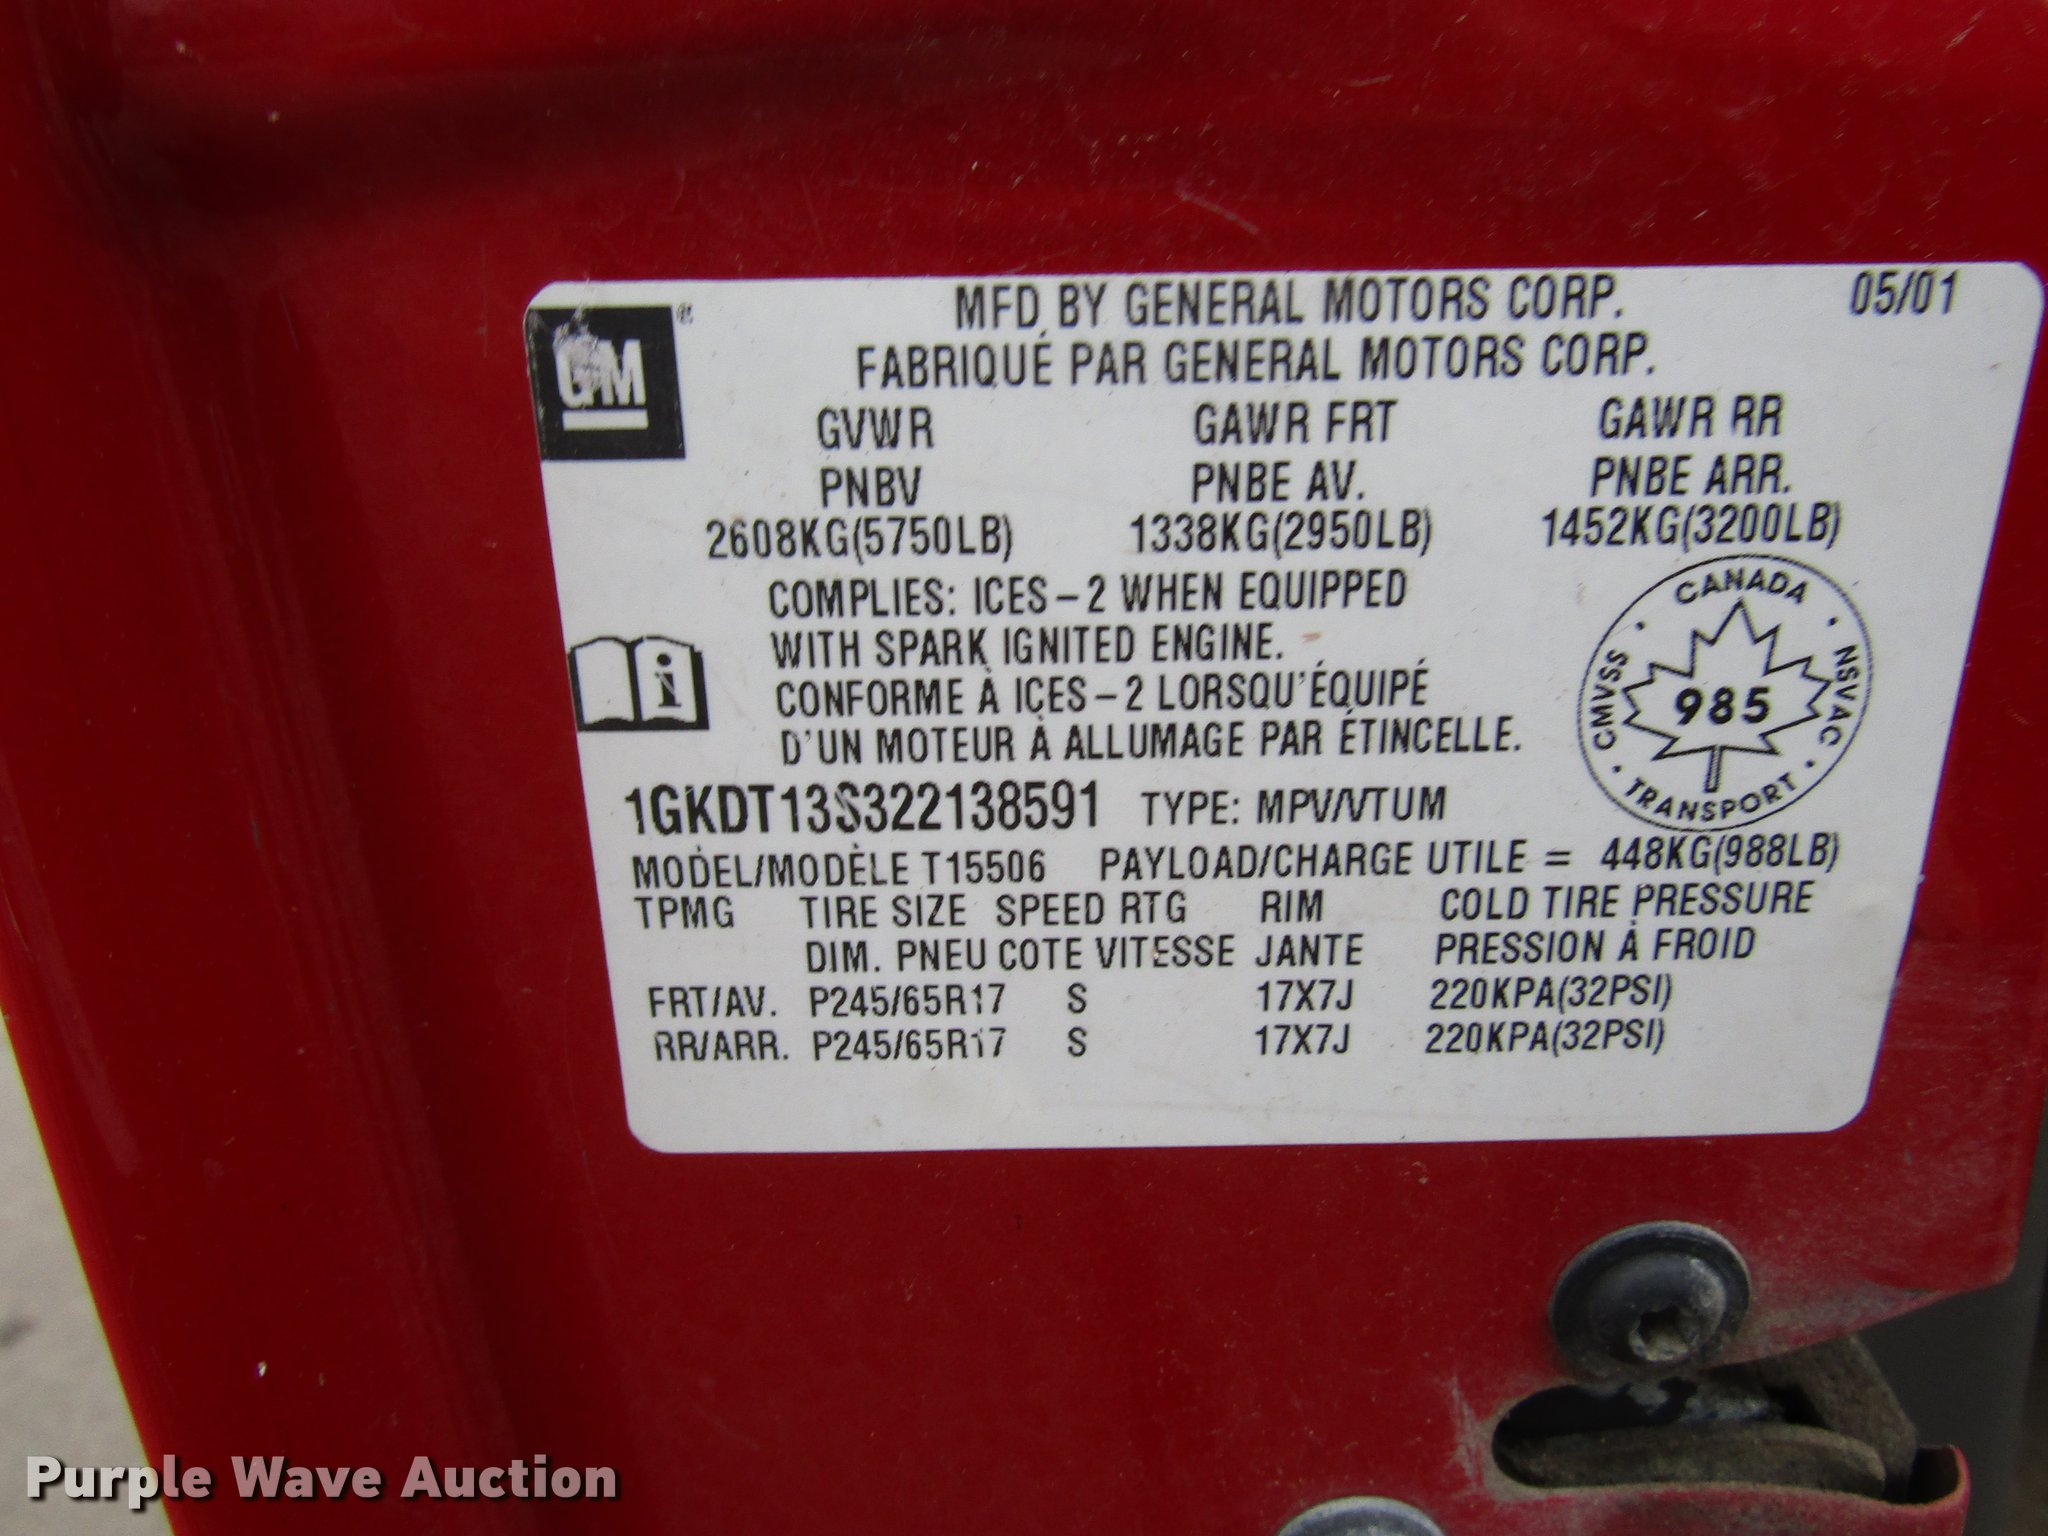 GM ®
MFD BY GENERAL MOTORS CORP. 05/01
FABRIQUÉ PAR GENERAL MOTORS CORP.
GVWR GAWR FRT GAWR RR
PNBV PNBE AV. PNBE ARR.
2608KG(5750LB) 1338KG(2950LB) 1452KG(3200LB)
COMPLIES: ICES-2 WHEN EQUIPPED
WITH SPARK IGNITED ENGINE.
CONFORME À ICES-2 LORSQU'ÉQUIPÉ
D'UN MOTEUR À ALLUMAGE PAR ÉTINCELLE.
i
CANADA
CMVSS · NSVAC
985
TRANSPORT
1GKDT13S322138591 TYPE: MPV/VTUM
MODEL/MODÈLE T15506 PAYLOAD/CHARGE UTILE = 448KG(988LB)
TPMG TIRE SIZE SPEED RTG RIM COLD TIRE PRESSURE
DIM. PNEU COTE VITESSE JANTE PRESSION À FROID
FRT/AV. P245/65R17 S 17X7J 220KPA(32PSI)
RR/ARR. P245/65R17 S 17X7J 220KPA(32PSI)
Purple Wave Auction